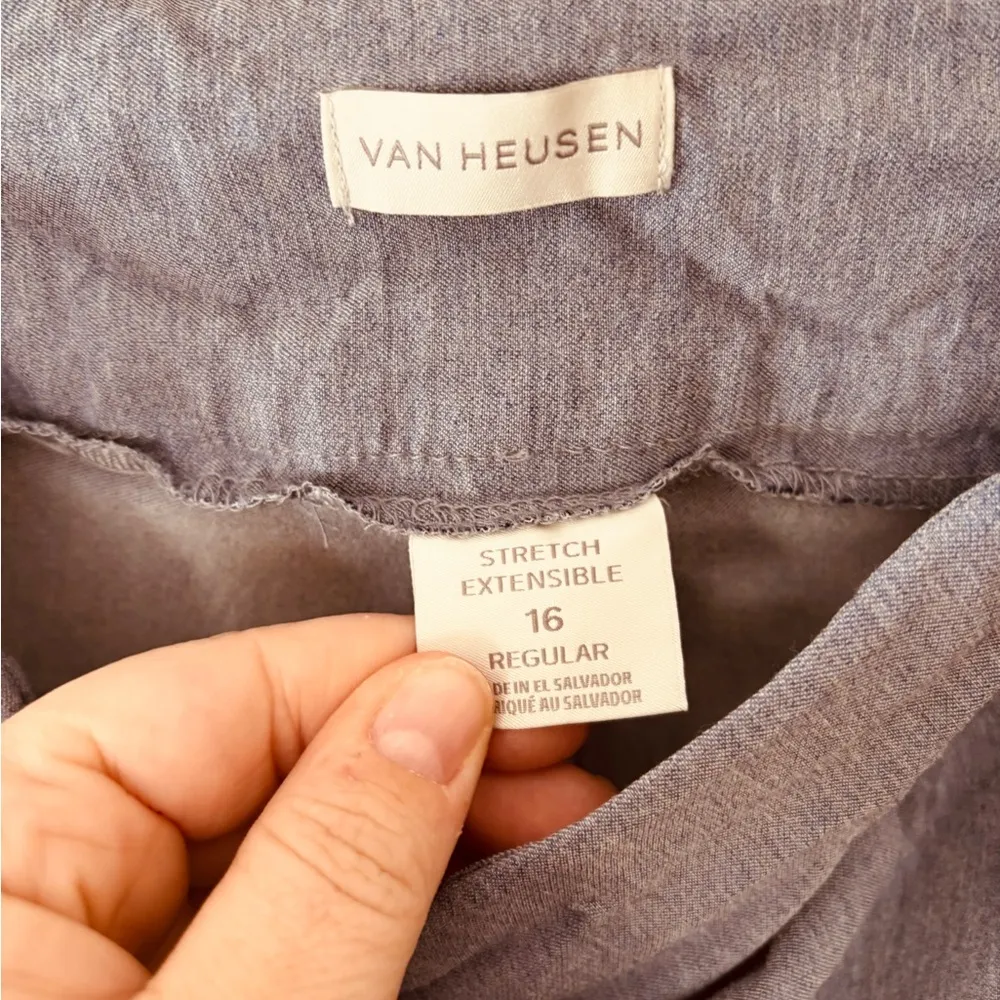 VAN HEUSEN
STRETCH
EXTENSIBLE
16
REGULAR
DE IN EL SALVADOR
RIQUÉ AU SALVADOR